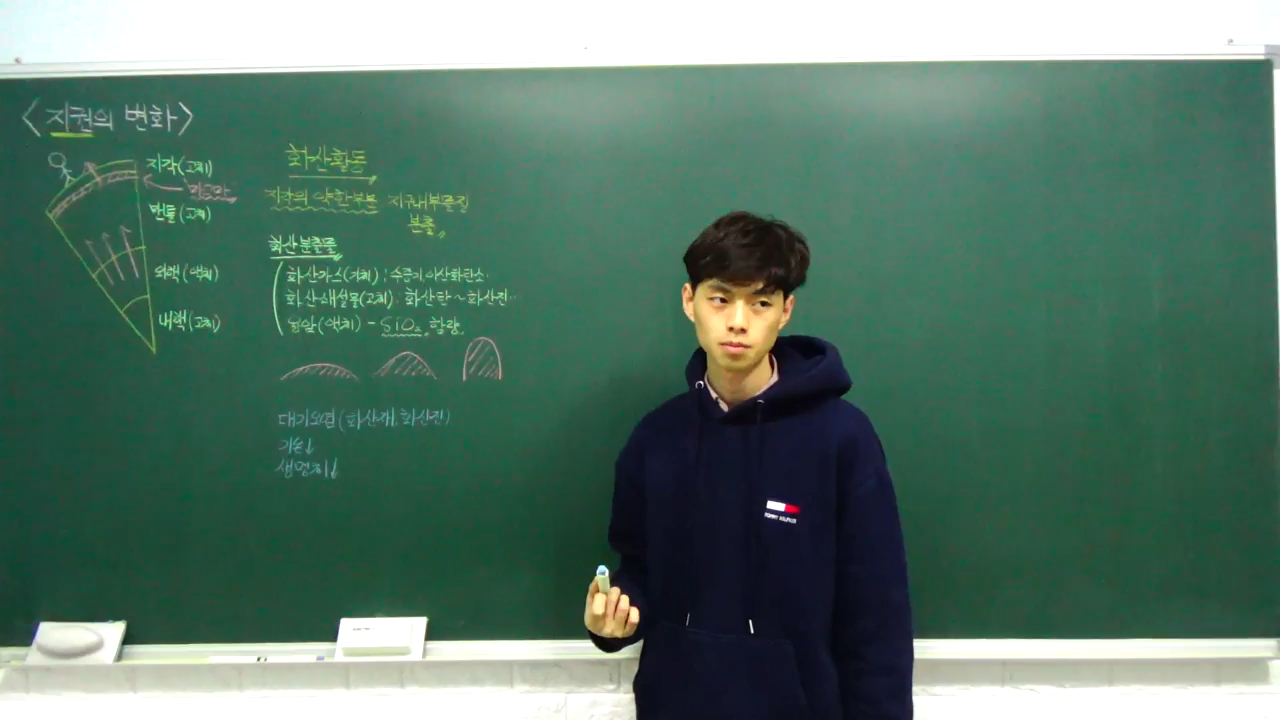 <지권의 변화>
지각(고체)
맨틀(고체)
외핵(액체)
내핵(고체)
화산활동
지각의 약한부분 지구내부물질
분출
화산분출물
화산가스(기체): 수증기, 이산화탄소..
화산쇄설물(고체). 화산탄~화산진..
용암(액체) - SiO₂ 함량
대기오염(화산재, 화산진)
기온↓
생명체↓
TOMMY HILFIGER